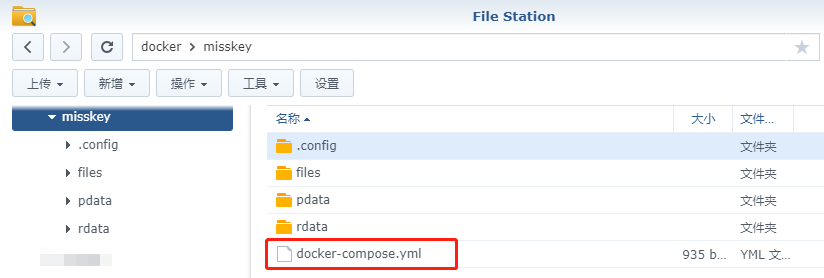 File Station
docker > misskey
上传 新增 操作 工具 设置
misskey
.config
files
pdata
rdata
名称 大小 文件...
.config 文件夹
files 文件夹
pdata 文件夹
rdata 文件夹
docker-compose.yml 935 b... YML 文...